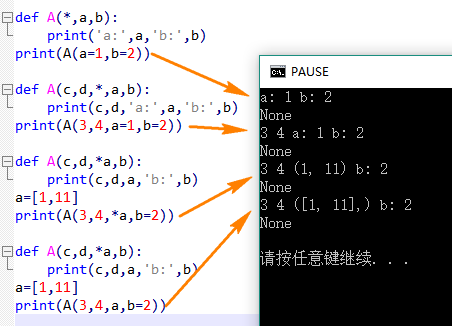 def A(*,a,b):
    print('a:',a,'b:',b)
print(A(a=1,b=2))
def A(c,d,*,a,b):
    print(c,d,'a:',a,'b:',b)
print(A(3,4,a=1,b=2))
def A(c,d,*a,b):
    print(c,d,a,'b:',b)
a=[1,11]
print(A(3,4,*a,b=2))
def A(c,d,*a,b):
    print(c,d,a,'b:',b)
a=[1,11]
print(A(3,4,a,b=2))
C:\. PAUSE
a: 1 b: 2
None
3 4 a: 1 b: 2
None
3 4 (1, 11) b: 2
None
3 4 ([1, 11],) b: 2
None
请按任意键继续. . .